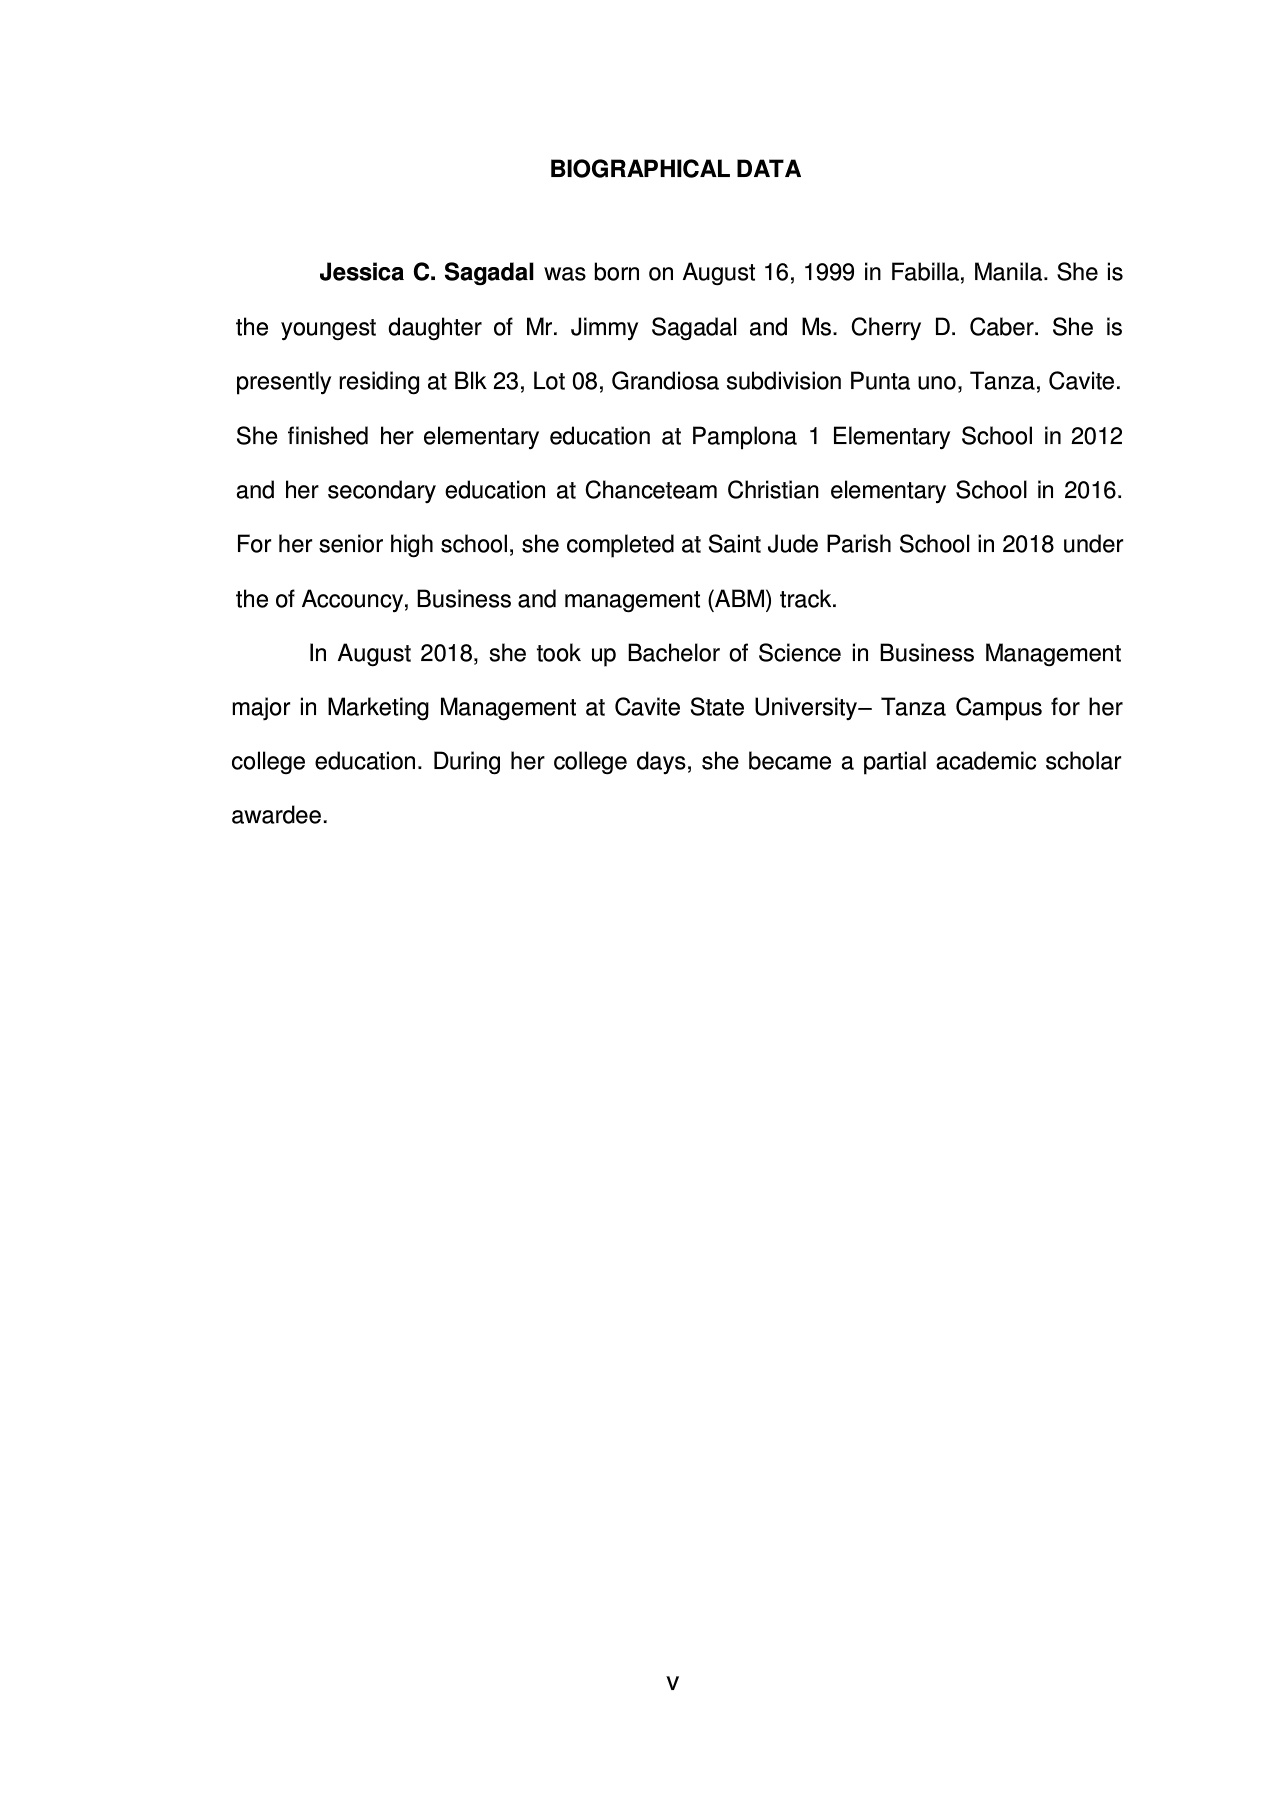 BIOGRAPHICAL DATA
Jessica C. Sagadal was born on August 16, 1999 in Fabilla, Manila. She is
the youngest daughter of Mr. Jimmy Sagadal and Ms. Cherry D. Caber. She is
presently residing at Blk 23, Lot 08, Grandiosa subdivision Punta uno, Tanza, Cavite.
She finished her elementary education at Pamplona 1 Elementary School in 2012
and her secondary education at Chanceteam Christian elementary School in 2016.
For her senior high school, she completed at Saint Jude Parish School in 2018 under
the of Accouncy, Business and management (ABM) track.
In August 2018, she took up Bachelor of Science in Business Management
major in Marketing Management at Cavite State University– Tanza Campus for her
college education. During her college days, she became a partial academic scholar
awardee.
v